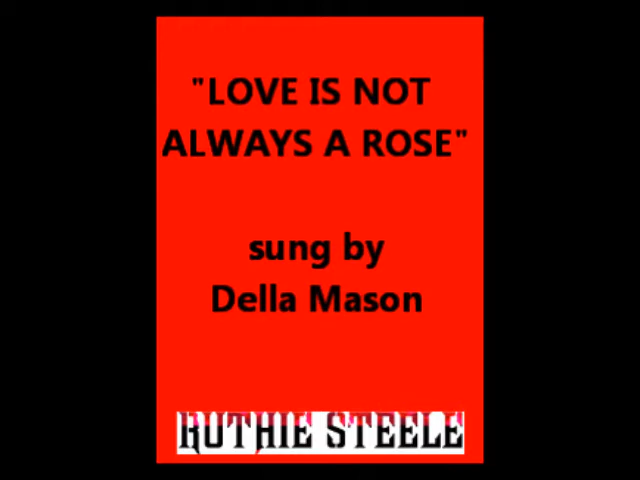 "LOVE IS NOT
ALWAYS A ROSE"
sung by
Della Mason
RUTHIE STEELE